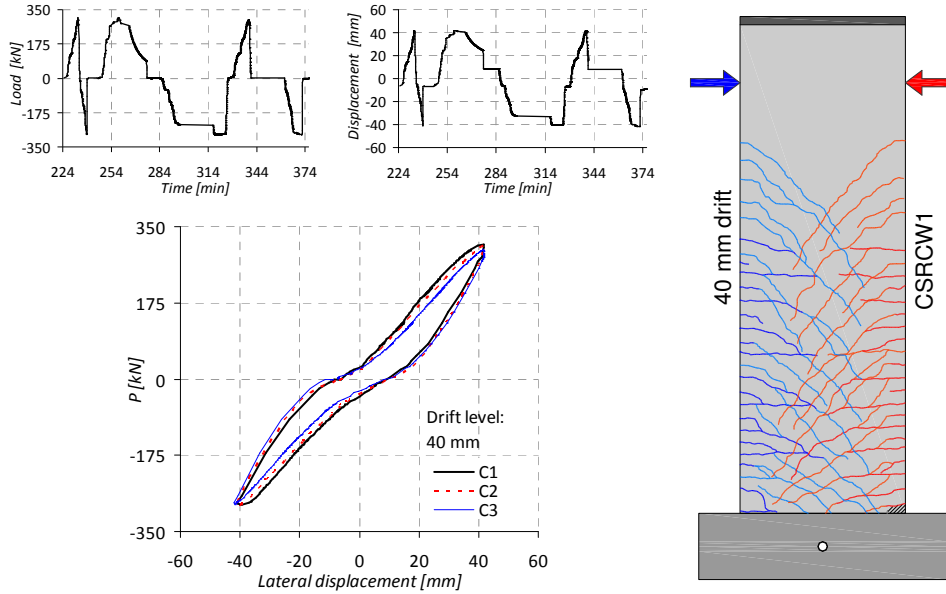 350
175
0
-175
-350
Load [kN]
224 254 284 314 344 374
Time [min]
60
40
20
0
-20
-40
-60
Displacement [mm]
224 254 284 314 344 374
Time [min]
350
175
0
-175
-350
P [kN]
-60 -40 -20 0 20 40 60
Lateral displacement [mm]
Drift level:
40 mm
C1
C2
C3
40 mm drift
CSRCW1